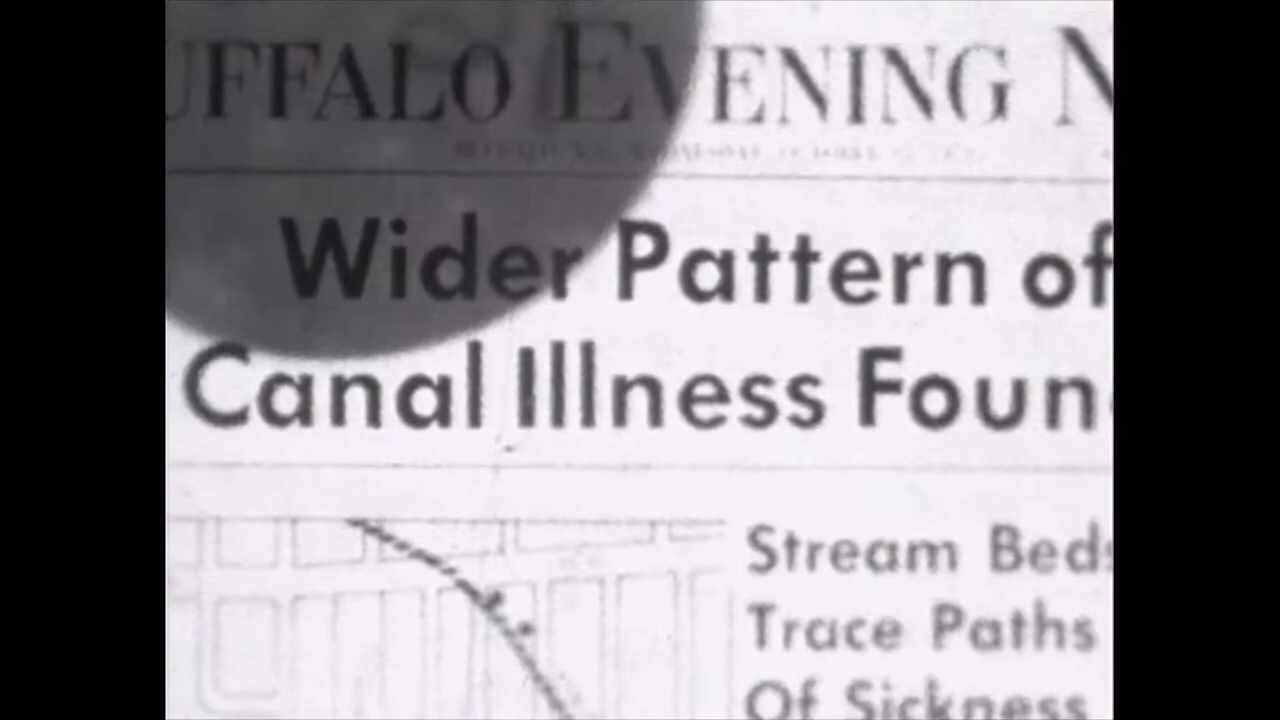 UFFALO EVENING N
Wider Pattern of
Canal Illness Foun
Stream Beds
Trace Paths
Of Sickness